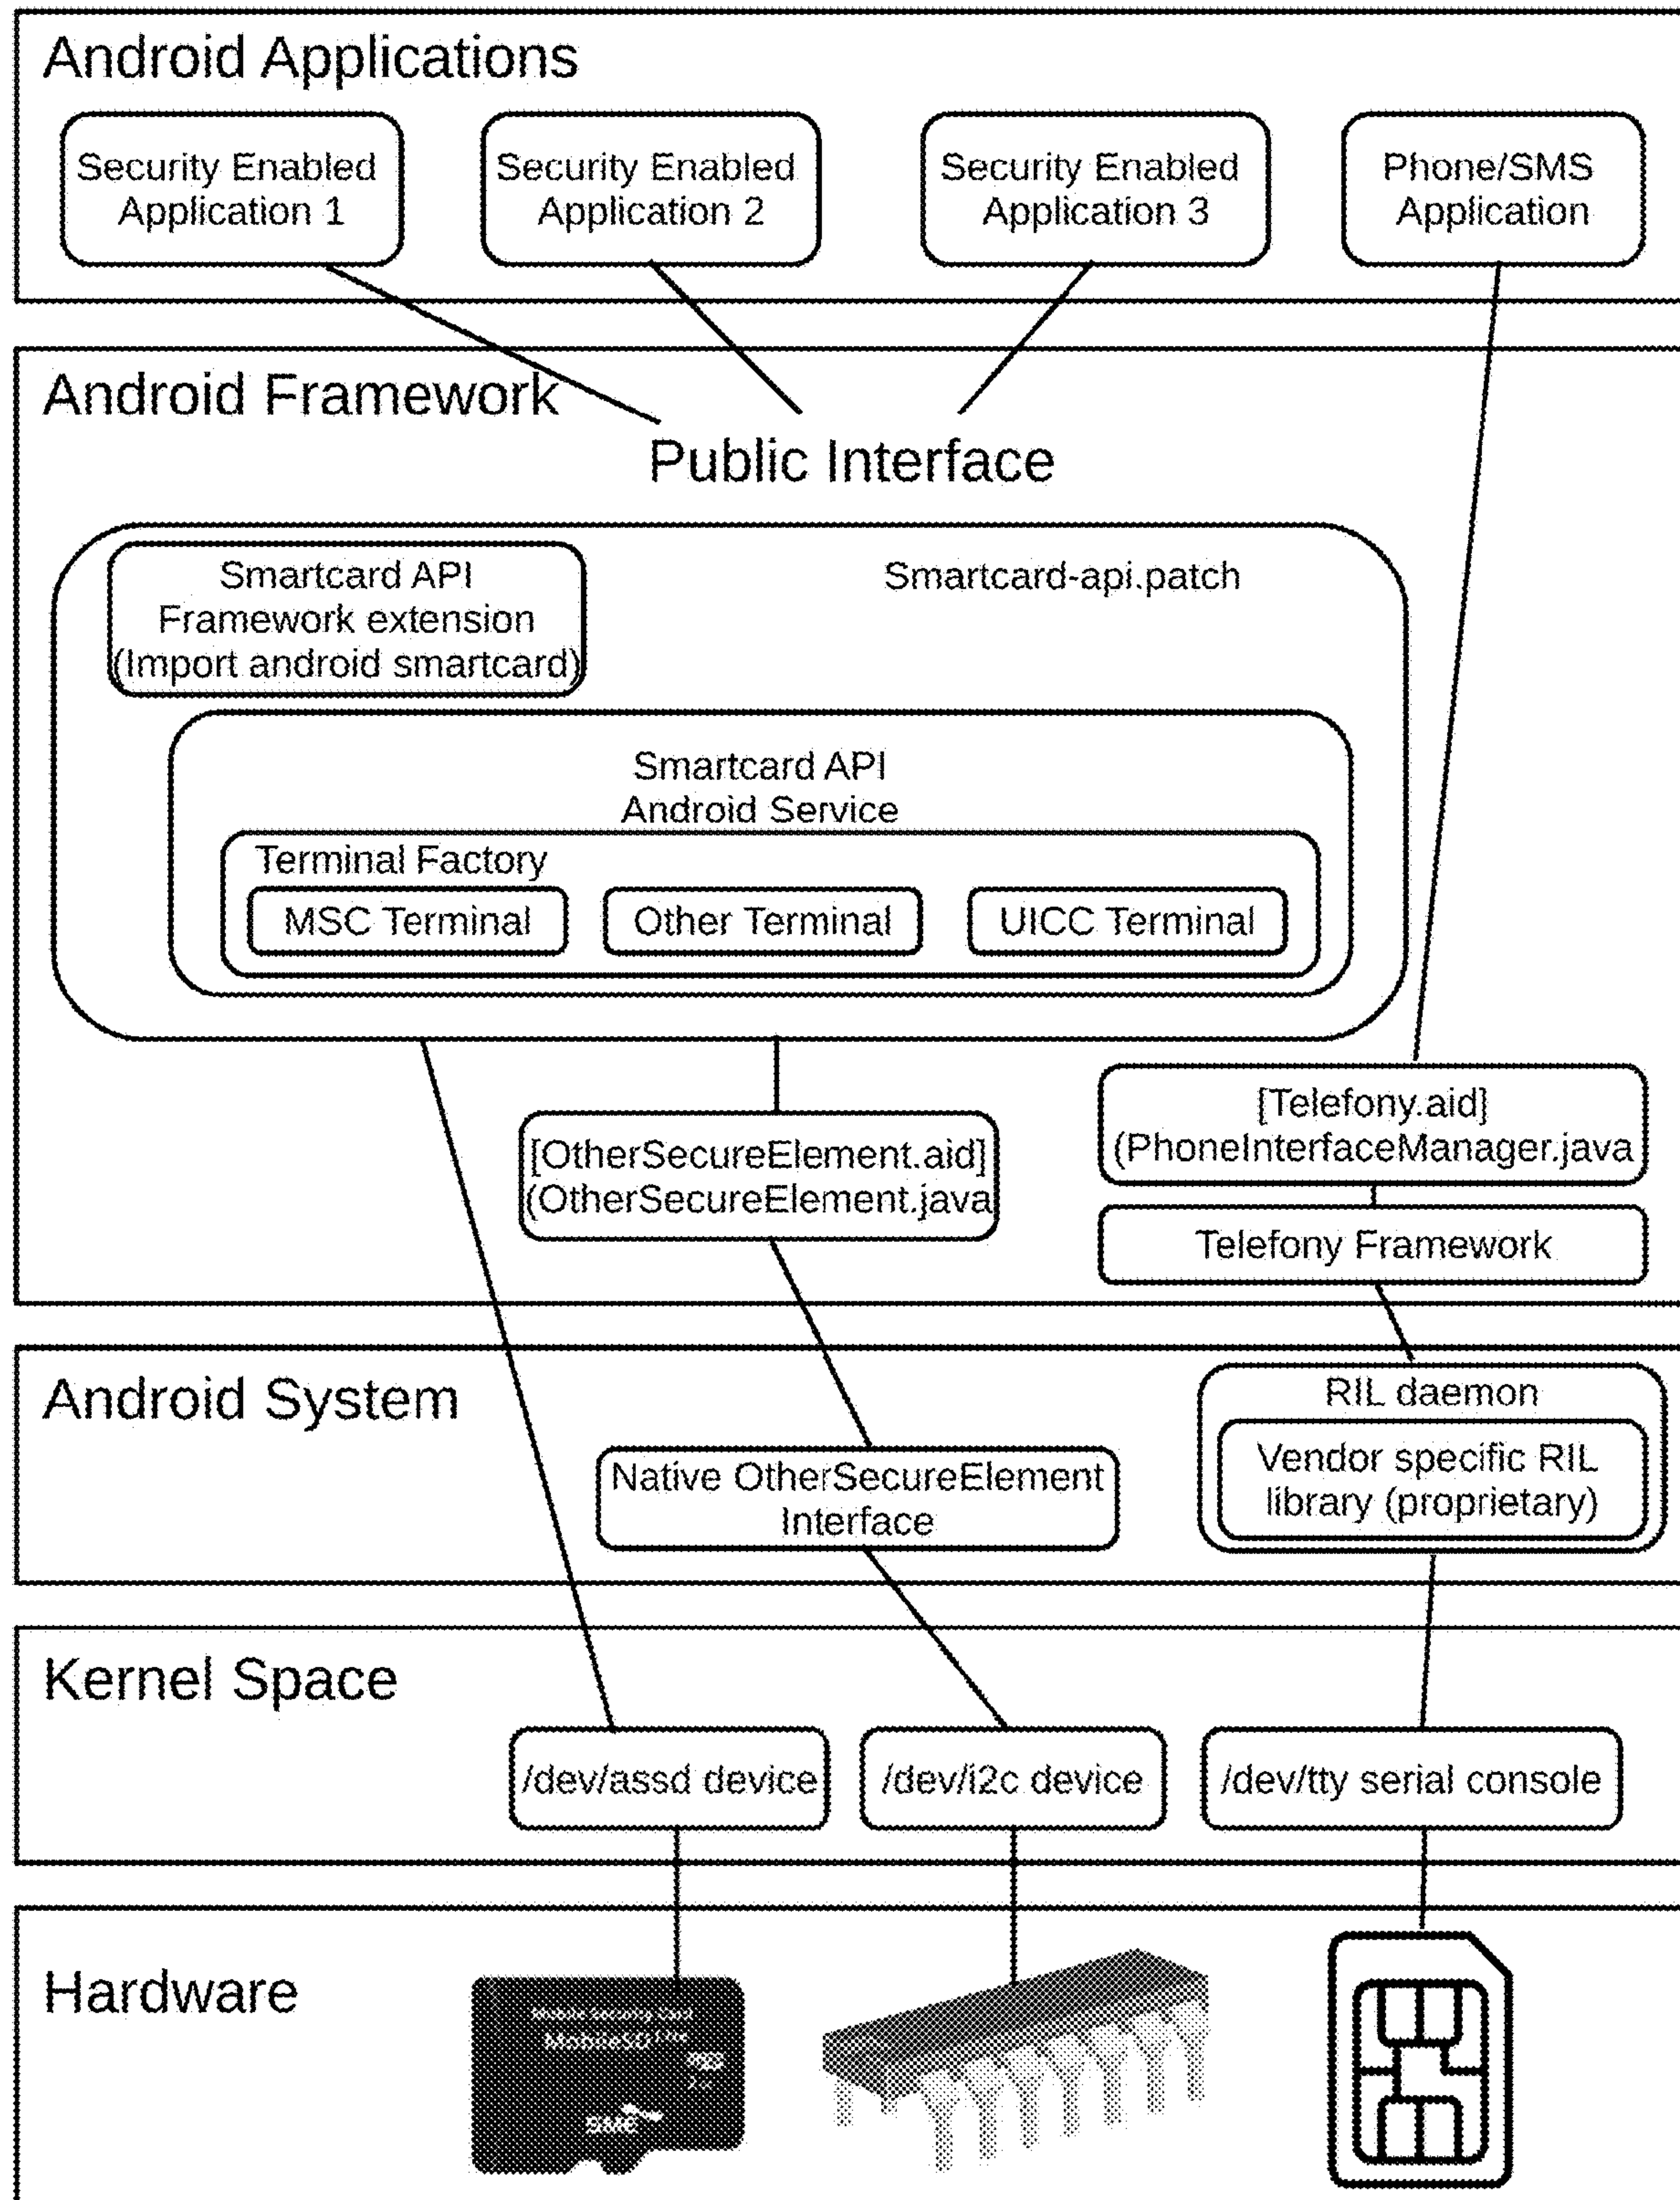 Android Applications
Security Enabled
Application 1
Security Enabled
Application 2
Security Enabled
Application 3
Phone/SMS
Application
Android Framework
Public Interface
Smartcard API
Framework extension
(Import android smartcard)
Smartcard-api.patch
Smartcard API
Android Service
Terminal Factory
MSC Terminal
Other Terminal
UICC Terminal
[Telefony.aid]
(PhoneInterfaceManager.java
[OtherSecureElement.aid]
(OtherSecureElement.java
Telefony Framework
Android System
RIL daemon
Vendor specific RIL
library (proprietary)
Native OtherSecureElement
Interface
Kernel Space
/dev/assd device
/dev/i2c device
/dev/tty serial console
Hardware
Mobile Security Card
MobileSD